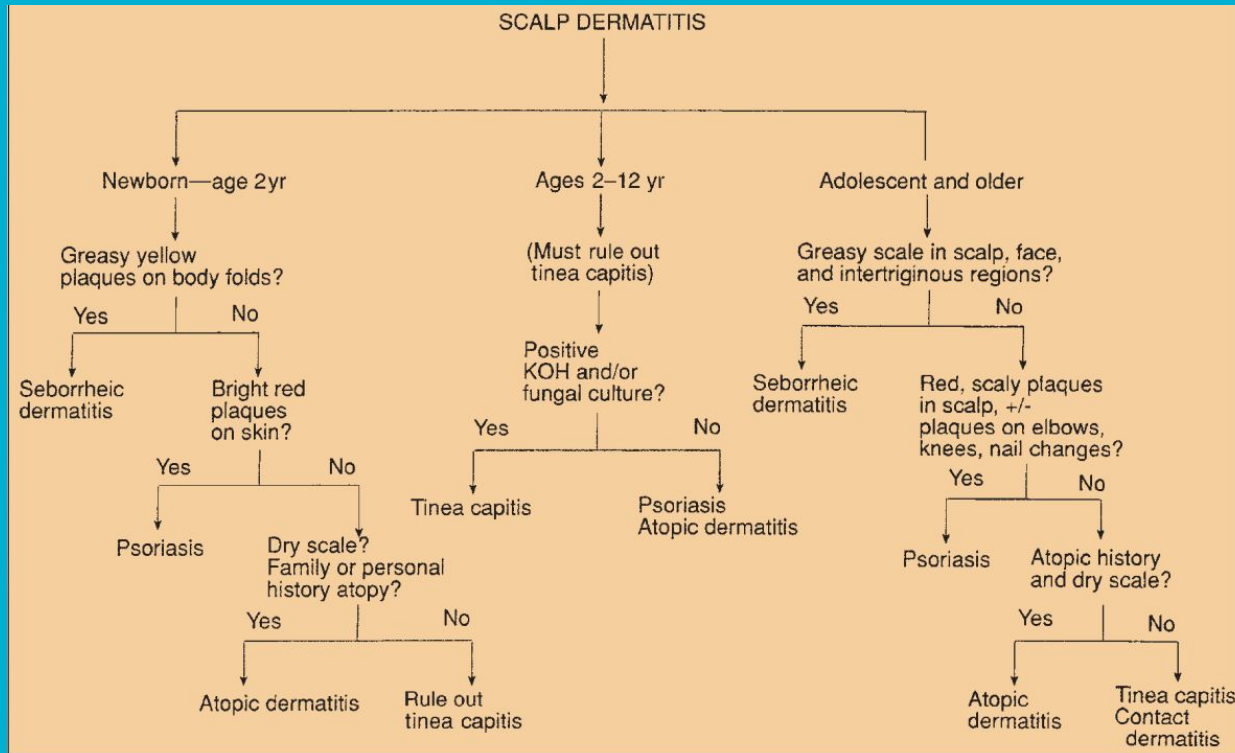 SCALP DERMATITIS
Newborn—age 2yr
Greasy yellow
plaques on body folds?
Yes
No
Seborrheic
dermatitis
Bright red
plaques
on skin?
Yes
No
Psoriasis
Dry scale?
Family or personal
history atopy?
Yes
No
Atopic dermatitis
Rule out
tinea capitis
Ages 2–12 yr
(Must rule out
tinea capitis)
Positive
KOH and/or
fungal culture?
Yes
No
Tinea capitis
Psoriasis
Atopic dermatitis
Adolescent and older
Greasy scale in scalp, face,
and intertriginous regions?
Yes
No
Seborrheic
dermatitis
Red, scaly plaques
in scalp, +/-
plaques on elbows,
knees, nail changes?
Yes
No
Psoriasis
Atopic history
and dry scale?
Yes
No
Atopic
dermatitis
Tinea capitis
Contact
dermatitis